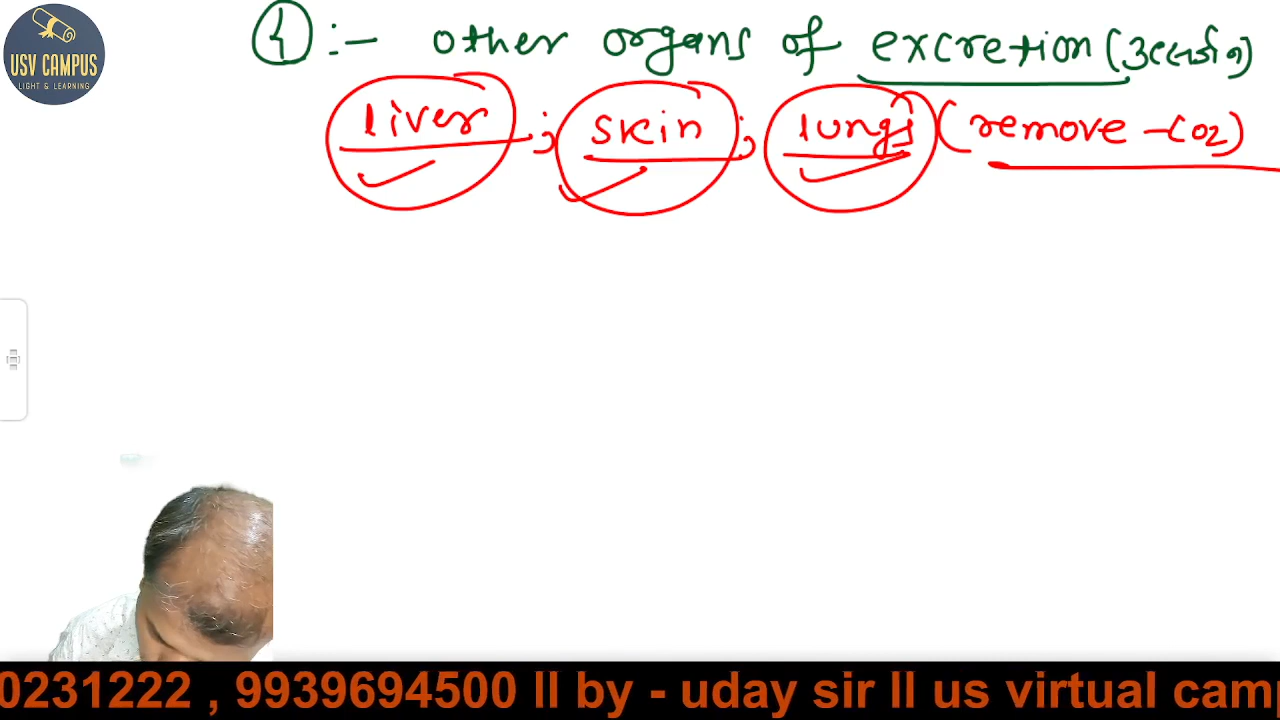 USV CAMPUS
LIGHT & LEARNING
:- other organs of excretion (उत्सर्जन)
liver ; skin ; lungs (remove - CO2)
0231222 , 9939694500 ll by - uday sir ll us virtual camp